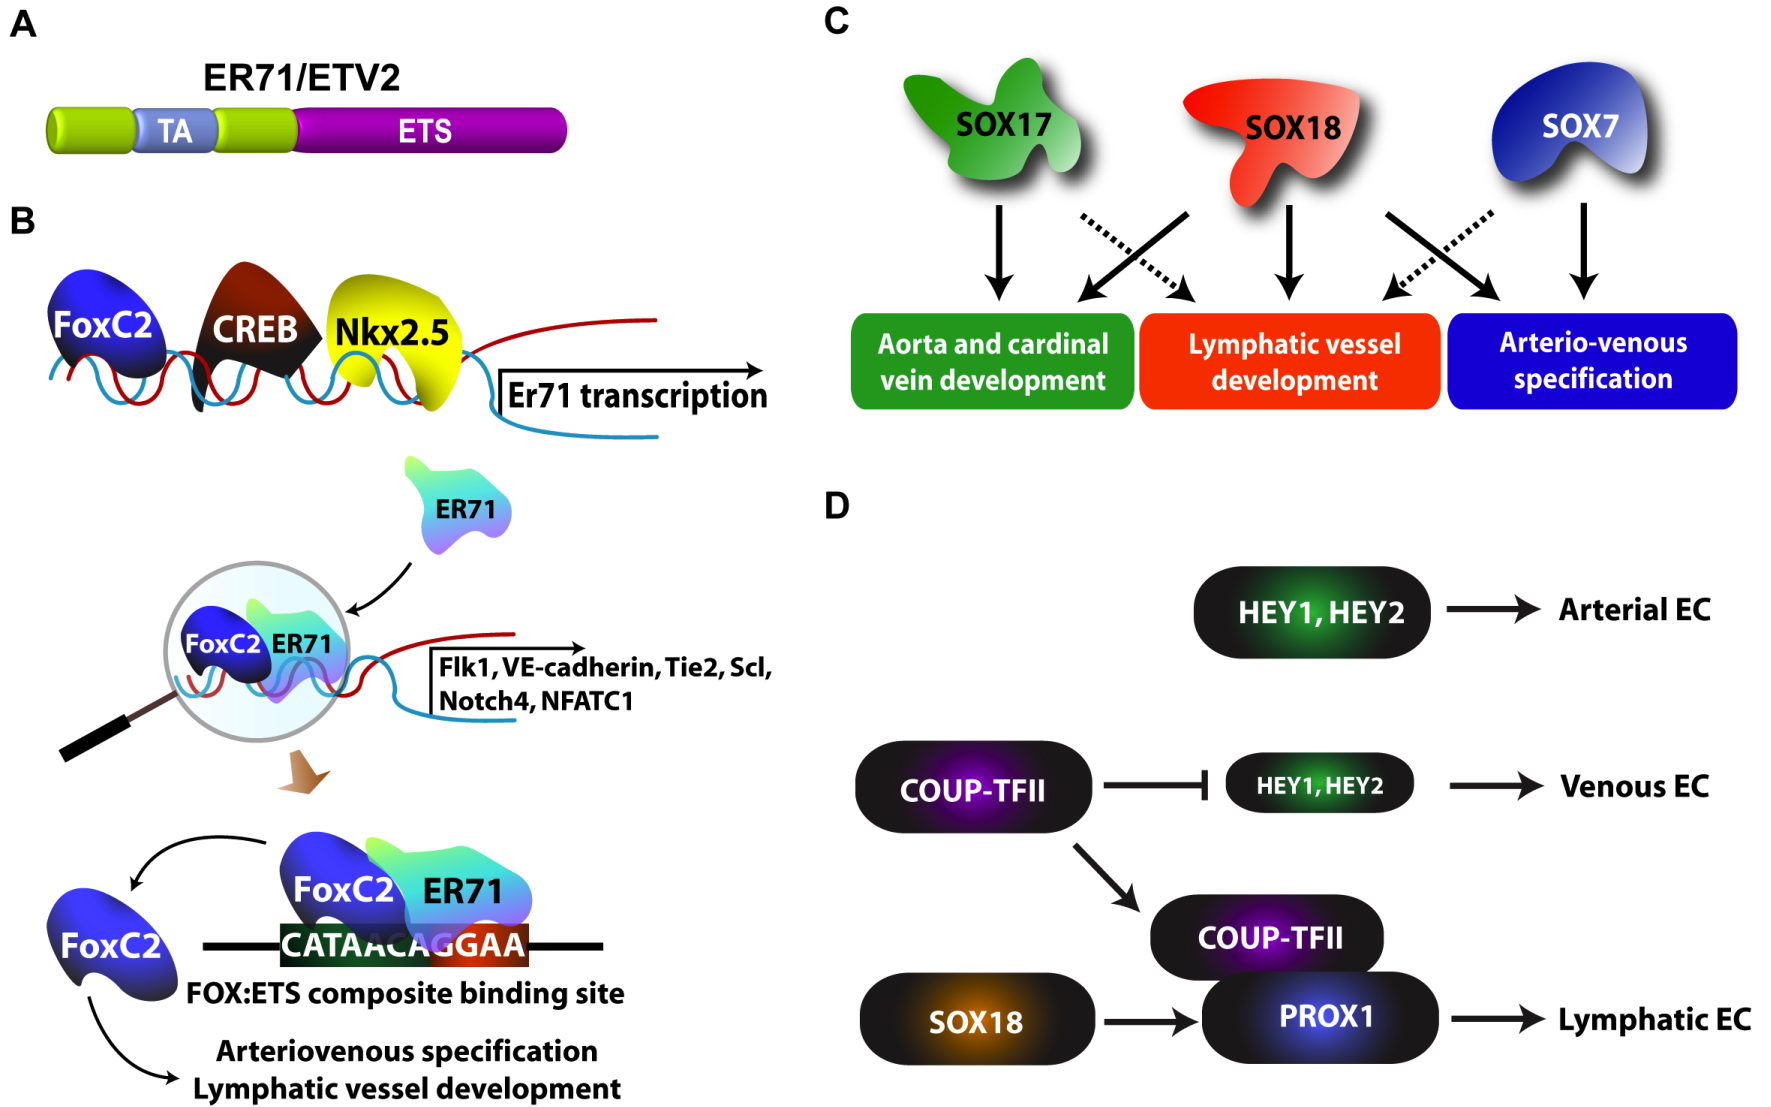 A
ER71/ETV2
TA
ETS
B
FoxC2
CREB
Nkx2.5
Er71 transcription
ER71
FoxC2
ER71
Flk1, VE-cadherin, Tie2, Scl,
Notch4, NFATC1
FoxC2
ER71
FoxC2
CATAACAGGAA
FOX:ETS composite binding site
Arteriovenous specification
Lymphatic vessel development
C
SOX17
SOX18
SOX7
Aorta and cardinal
vein development
Lymphatic vessel
development
Arterio-venous
specification
D
HEY1, HEY2
Arterial EC
COUP-TFII
HEY1, HEY2
Venous EC
COUP-TFII
SOX18
PROX1
Lymphatic EC